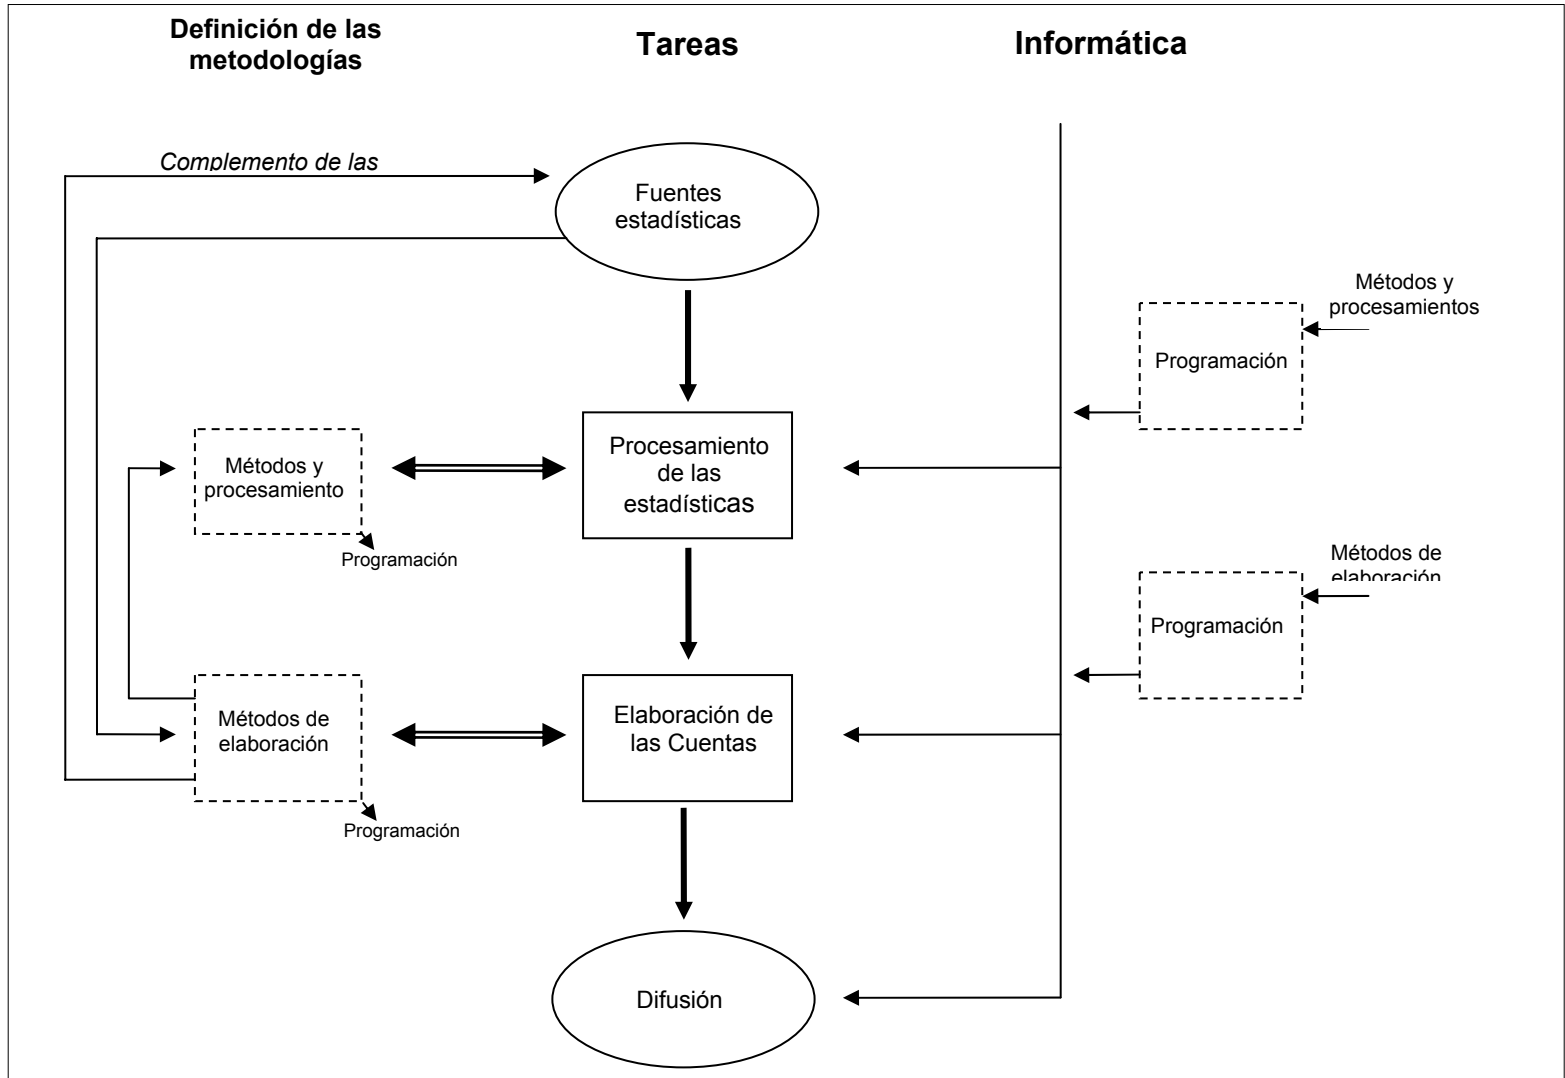 Definición de las
metodologías
Tareas
Informática
Complemento de las
Fuentes
estadísticas
Métodos y
procesamientos
Programación
Procesamiento
de las
estadísticas
Métodos y
procesamiento
Programación
Métodos de
elaboración
Programación
Elaboración de
las Cuentas
Métodos de
elaboración
Programación
Difusión